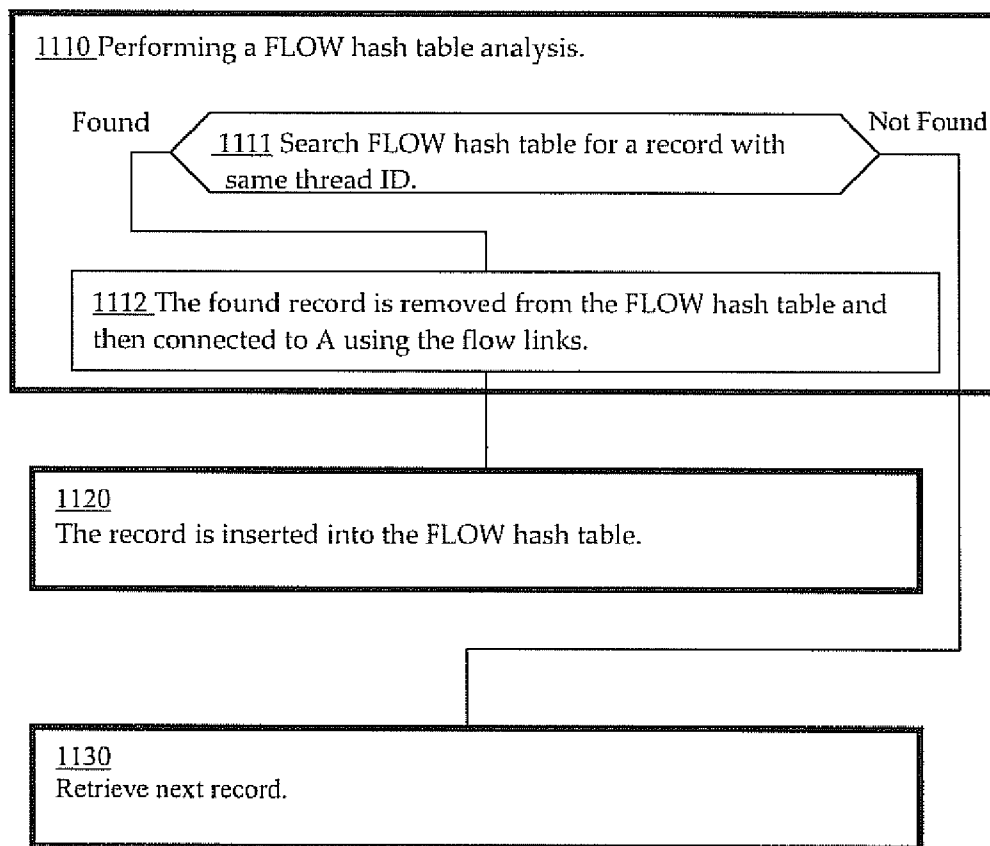 1110 Performing a FLOW hash table analysis.
Found
Not Found
1111 Search FLOW hash table for a record with
same thread ID.
1112 The found record is removed from the FLOW hash table and
then connected to A using the flow links.
1120
The record is inserted into the FLOW hash table.
1130
Retrieve next record.